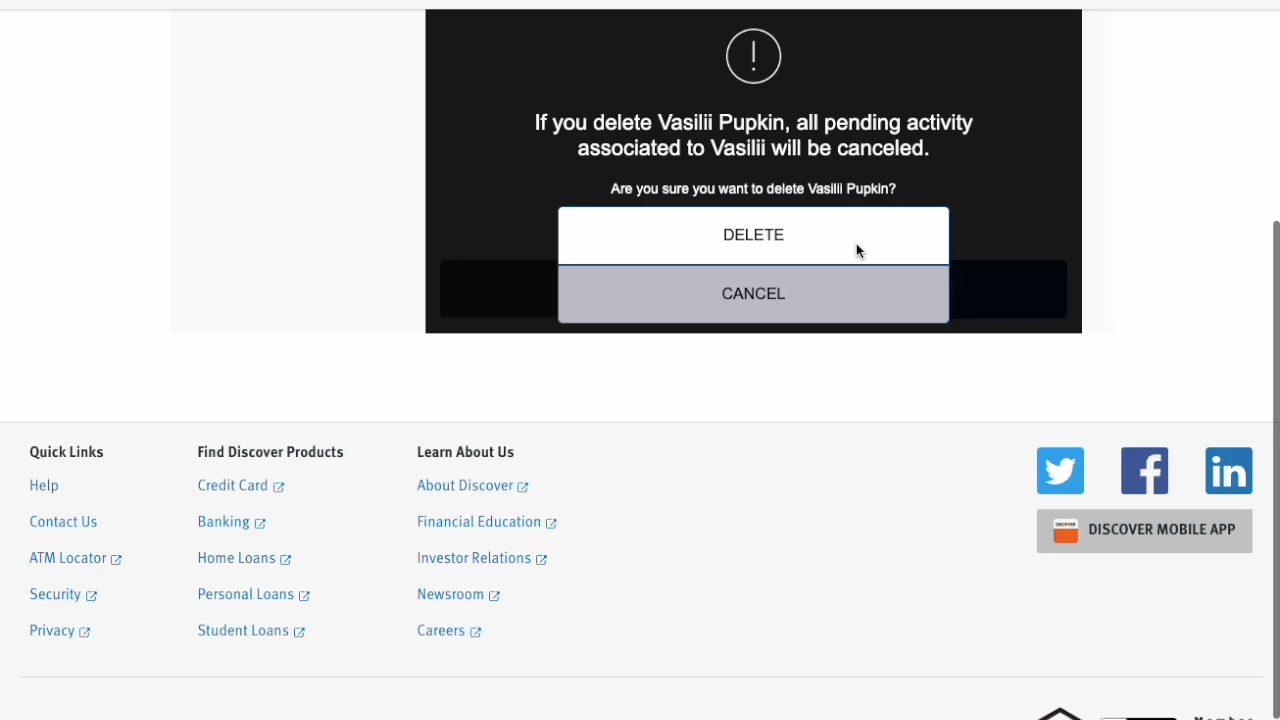 If you delete Vasilii Pupkin, all pending activity
associated to Vasilii will be canceled.
Are you sure you want to delete Vasilii Pupkin?
DELETE
CANCEL
Quick Links
Help
Contact Us
ATM Locator
Security
Privacy
Find Discover Products
Credit Card
Banking
Home Loans
Personal Loans
Student Loans
Learn About Us
About Discover
Financial Education
Investor Relations
Newsroom
Careers
DISCOVER
DISCOVER MOBILE APP